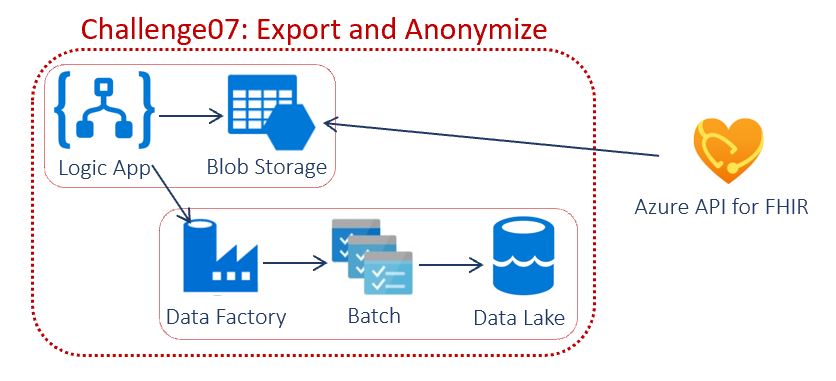 Challenge07: Export and Anonymize
Logic App
Blob Storage
Azure API for FHIR
Data Factory
Batch
Data Lake